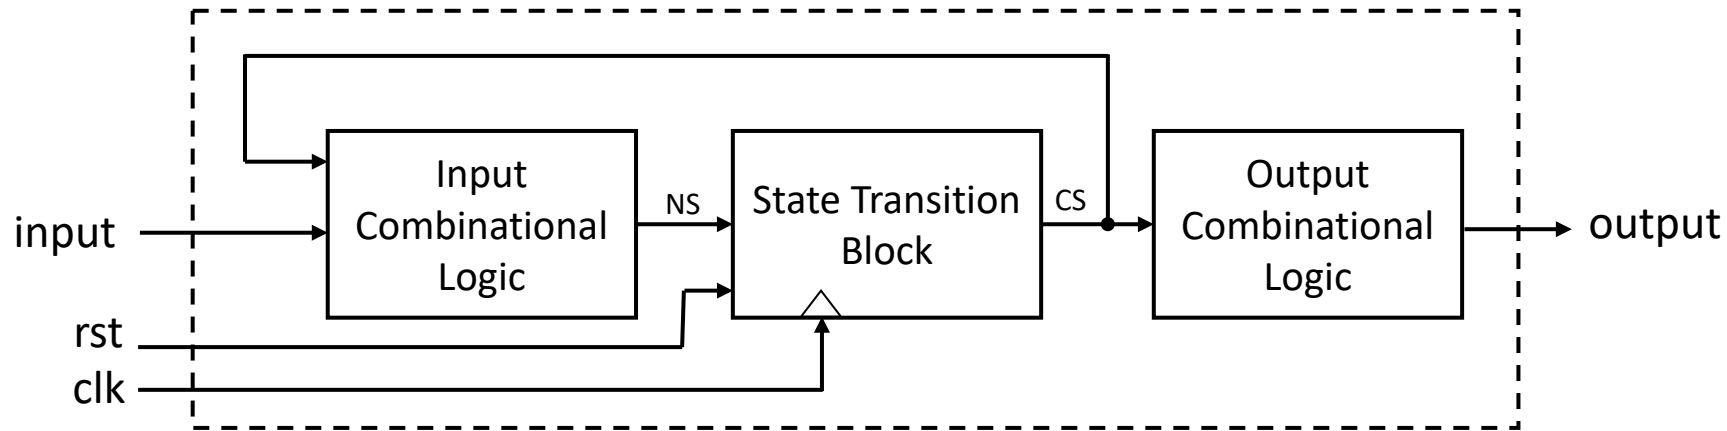 input
rst
clk
Input
Combinational
Logic
NS
State Transition
Block
CS
Output
Combinational
Logic
output